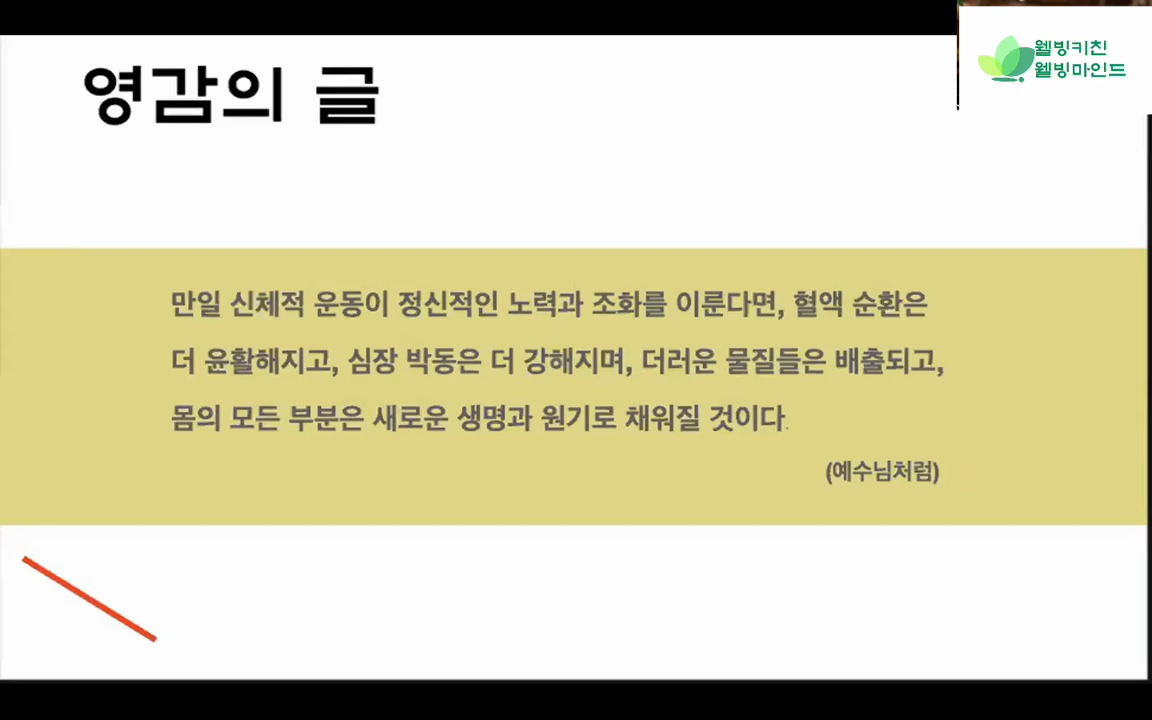 웰빙키친
웰빙마인드
영감의 글
만일 신체적 운동이 정신적인 노력과 조화를 이룬다면, 혈액 순환은
더 윤활해지고, 심장 박동은 더 강해지며, 더러운 물질들은 배출되고,
몸의 모든 부분은 새로운 생명과 원기로 채워질 것이다.
(예수님처럼)